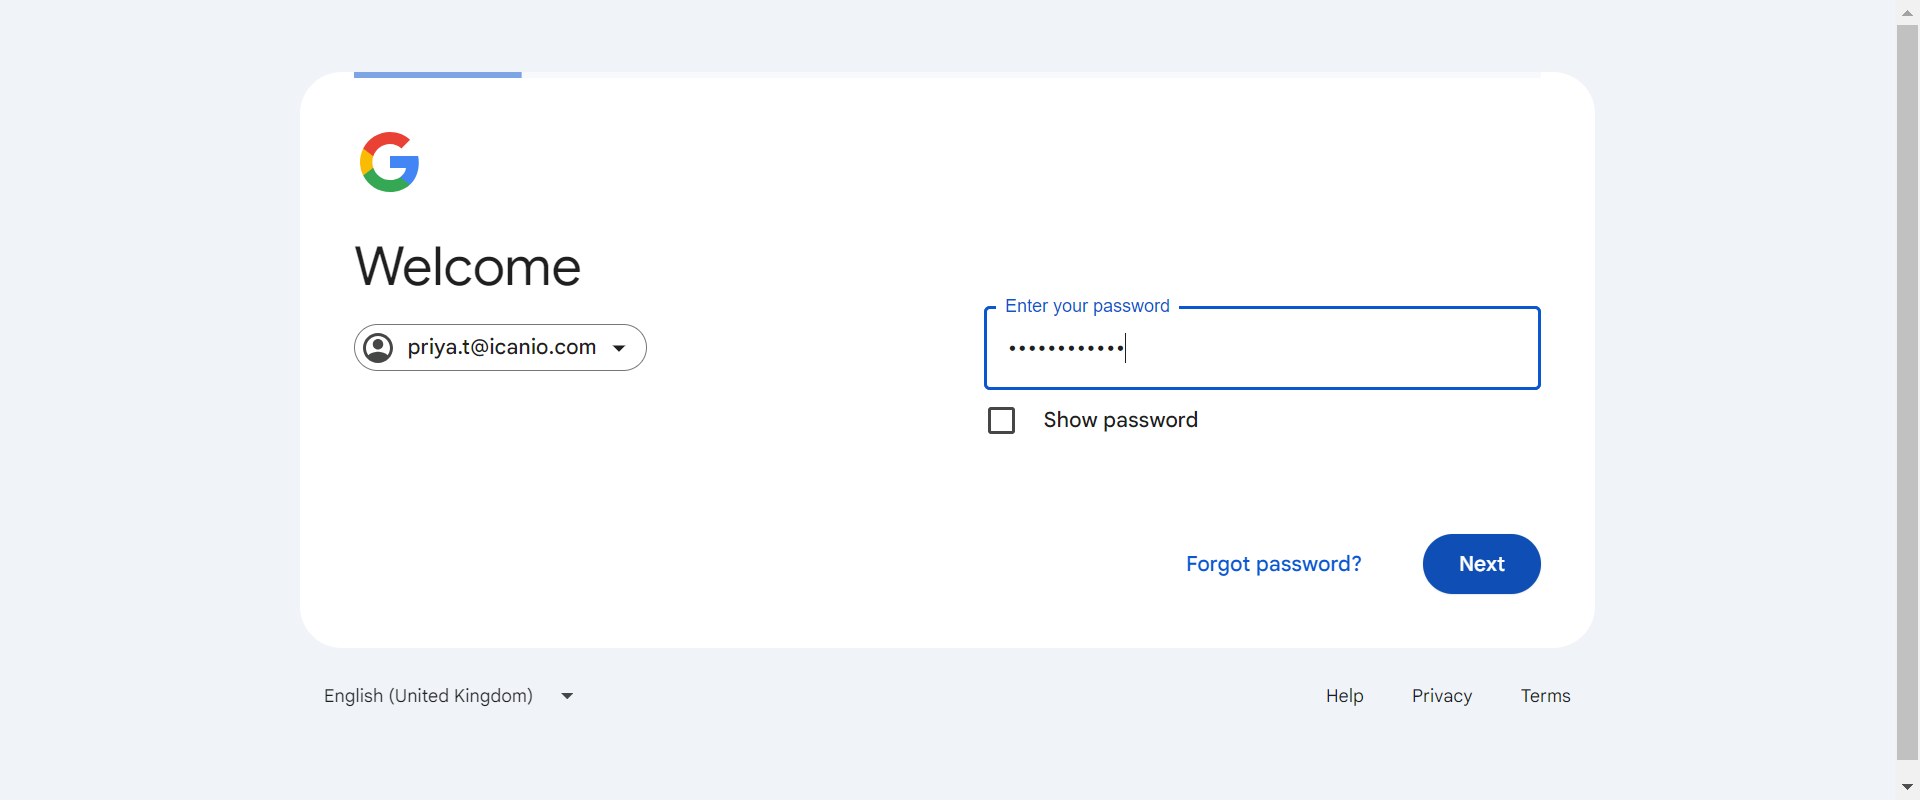 Welcome
priya.t@icanio.com
Enter your password
••••••••••••
Show password
Forgot password?
Next
English (United Kingdom)
Help
Privacy
Terms